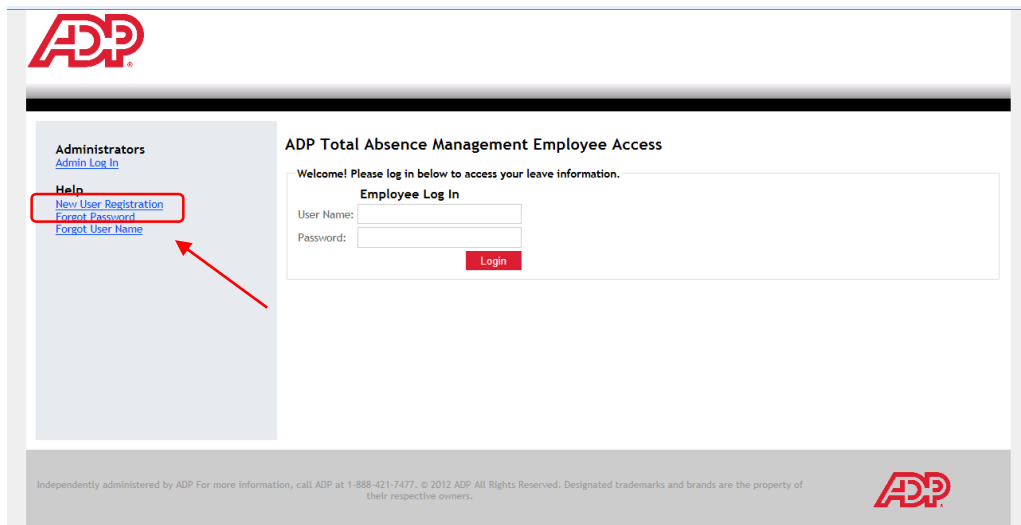 ADP®
Administrators
Admin Log In
Help
New User Registration
Forgot Password
Forgot User Name
ADP Total Absence Management Employee Access
Welcome! Please log in below to access your leave information.
Employee Log In
User Name:
Password:
Login
Independently administered by ADP For more information, call ADP at 1-888-421-7477. © 2012 ADP All Rights Reserved. Designated trademarks and brands are the property of
their respective owners.
ADP®